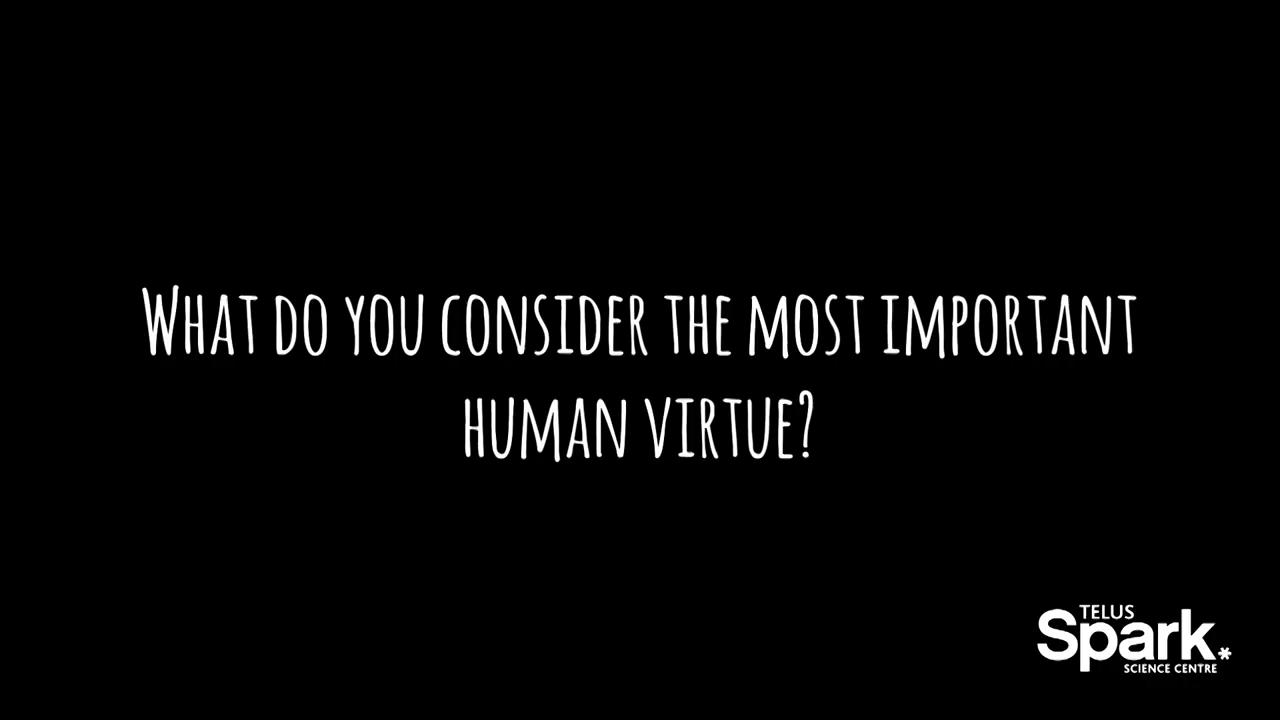 What do you consider the most important
human virtue?
TELUS
Spark.*
SCIENCE CENTRE